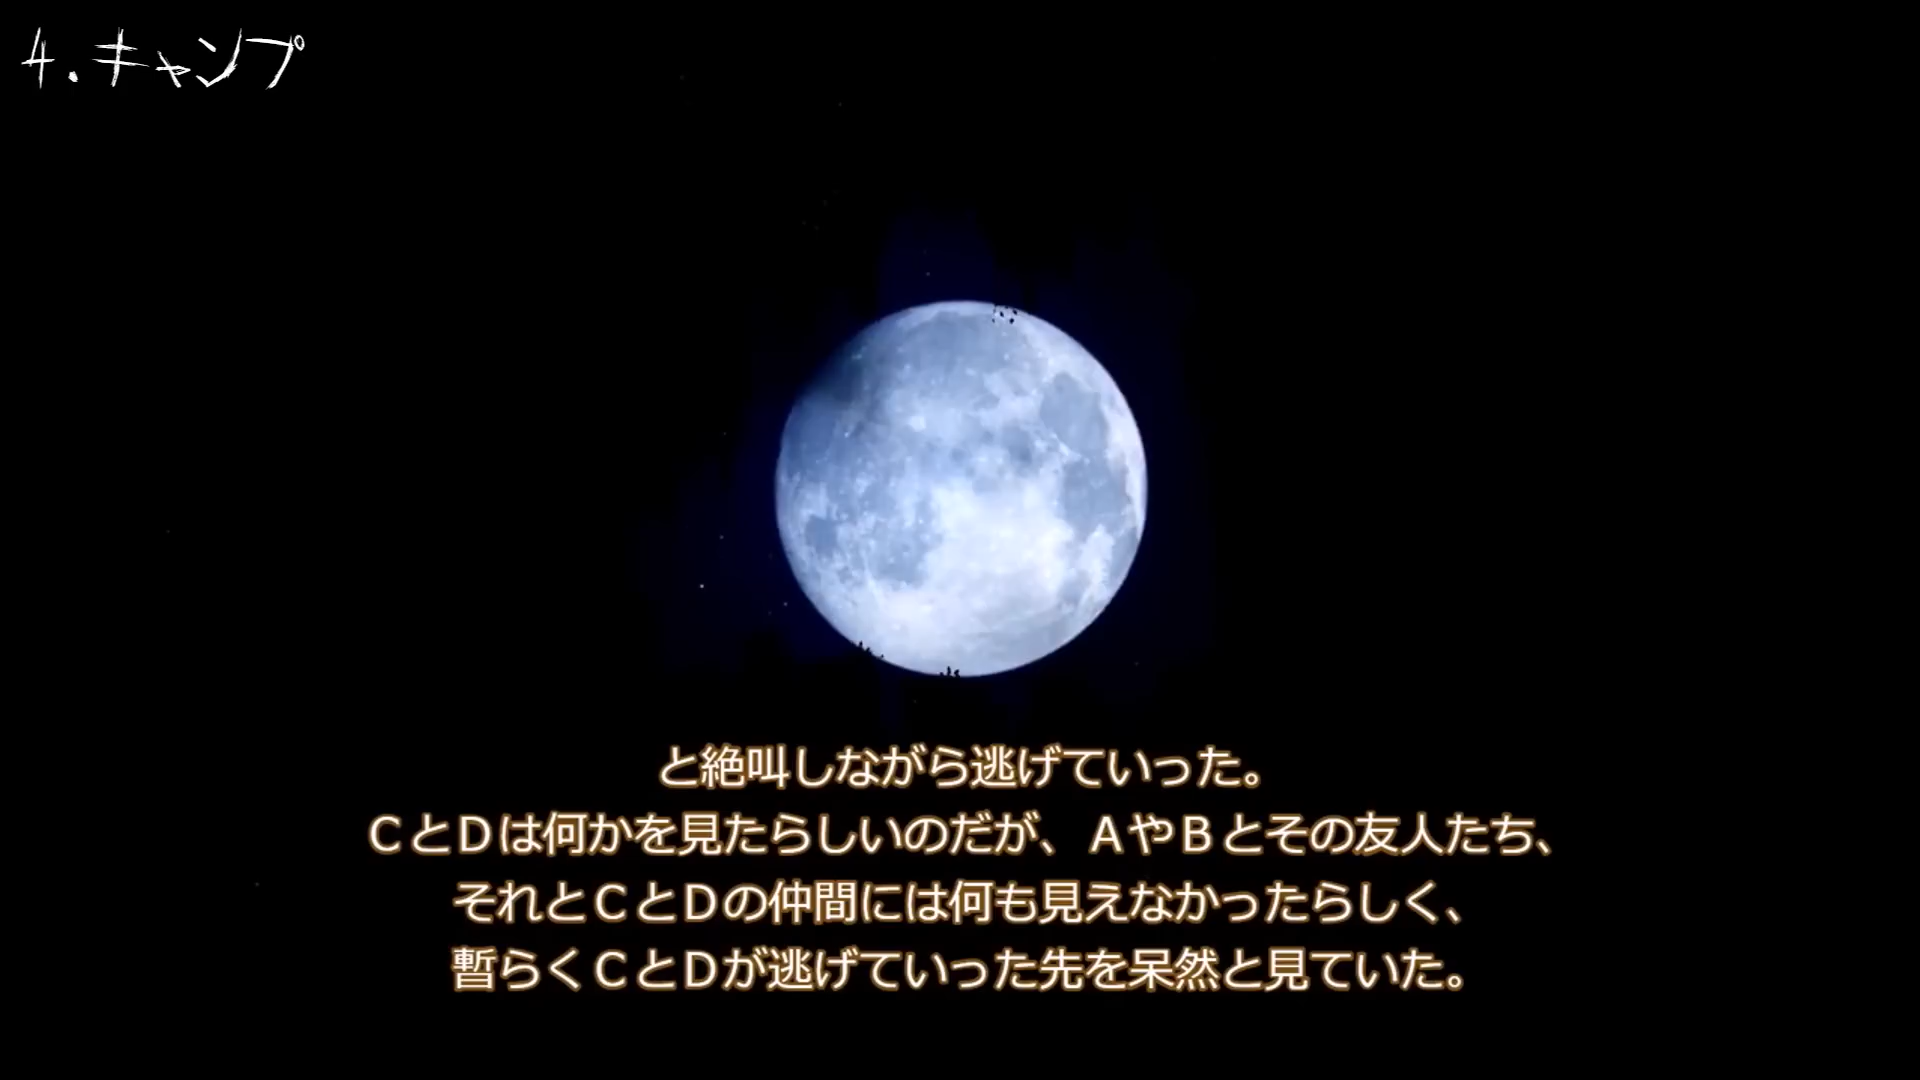 4.キャンプ
と絶叫しながら逃げていった。
ＣとＤは何かを見たらしいのだが、ＡやＢとその友人たち、
それとＣとＤの仲間には何も見えなかったらしく、
暫らくＣとＤが逃げていった先を呆然と見ていた。